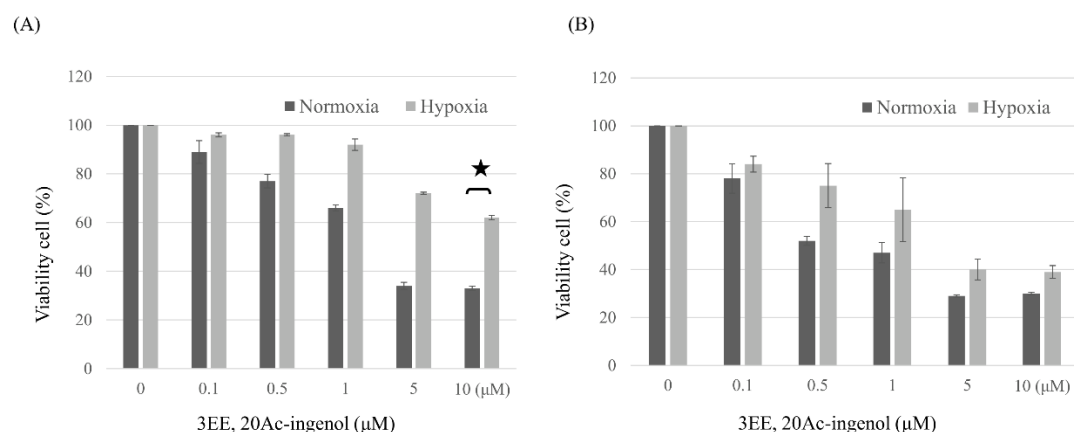 (A)
120
100
80
60
40
20
0
Viability cell (%)
Normoxia Hypoxia
0 0.1 0.5 1 5 10 (μM)
3EE, 20Ac-ingenol (μM)
(B)
120
100
80
60
40
20
0
Viability cell (%)
Normoxia Hypoxia
0 0.1 0.5 1 5 10 (μM)
3EE, 20Ac-ingenol (μM)